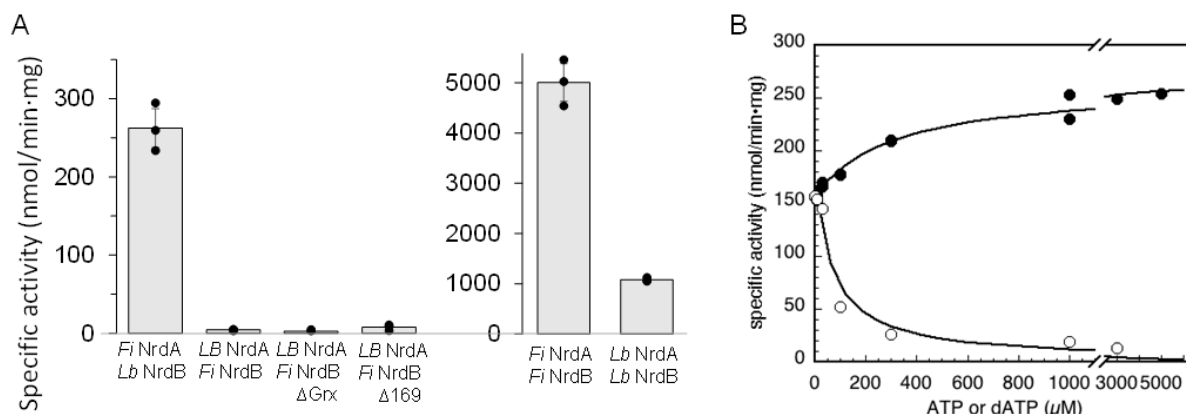 A
Specific activity (nmol/min·mg)
300
200
100
0
Fi NrdA
Lb NrdB
LB NrdA
Fi NrdB
LB NrdA
Fi NrdB
ΔGrx
LB NrdA
Fi NrdB
Δ169
5000
4000
3000
2000
1000
0
Fi NrdA
Fi NrdB
Lb NrdA
Lb NrdB
B
specific activity (nmol/min·mg)
300
250
200
150
100
50
0
0 200 400 600 800 1000 3000 5000
ATP or dATP (µM)